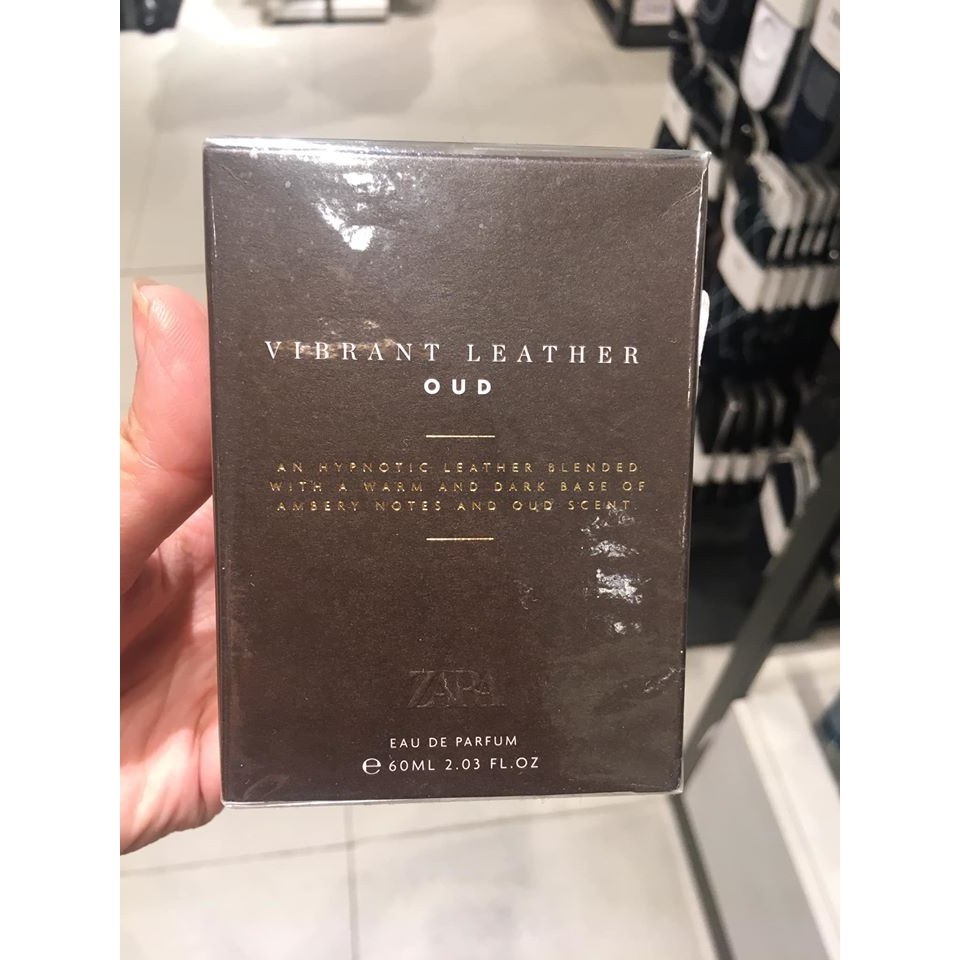 VIBRANT LEATHER
OUD
AN HYPNOTIC LEATHER BLENDED
WITH A WARM AND DARK BASE OF
AMBERY NOTES AND OUD SCENT
ZARA
EAU DE PARFUM
℮ 60ML 2.03 FL.OZ